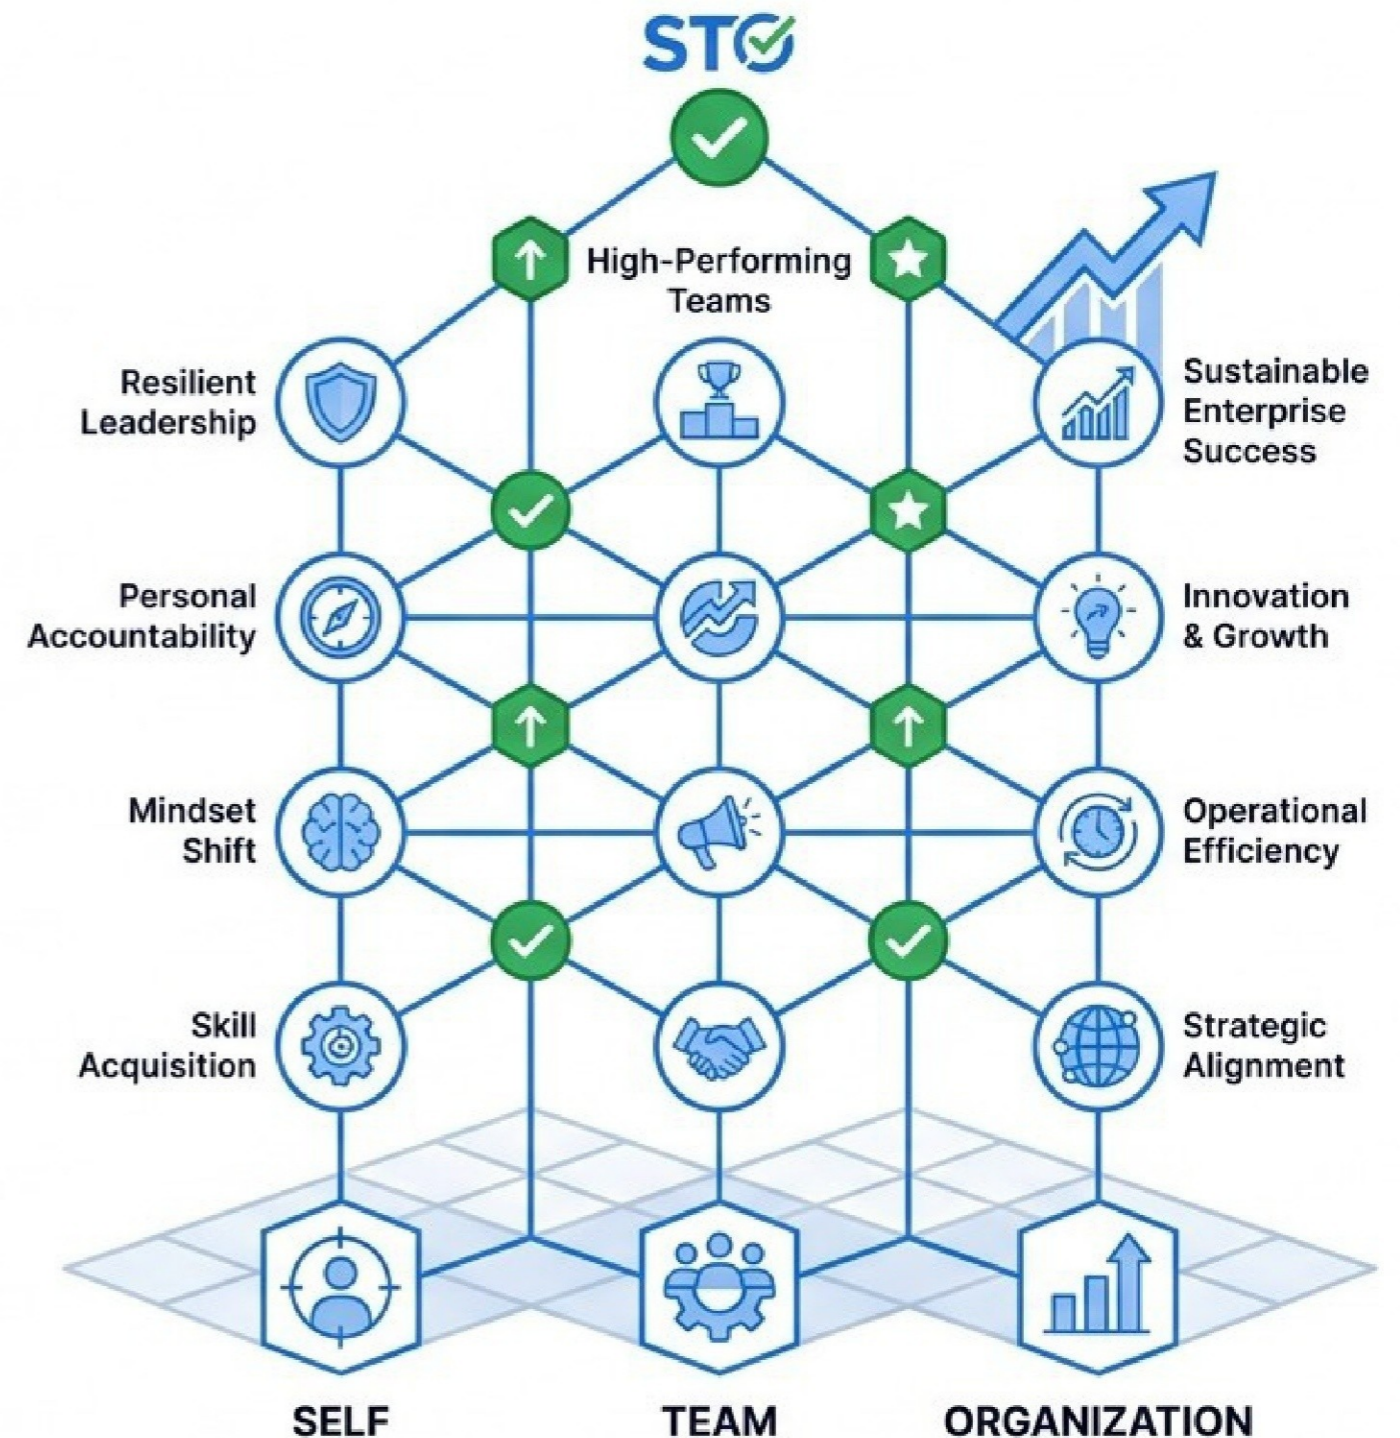 STO
High-Performing
Teams
Resilient
Leadership
Sustainable
Enterprise
Success
Personal
Accountability
Innovation
& Growth
Mindset
Shift
Operational
Efficiency
Skill
Acquisition
Strategic
Alignment
SELF
TEAM
ORGANIZATION